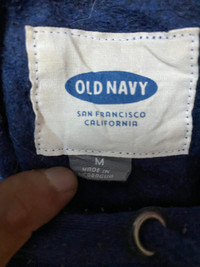 OLD NAVY
SAN FRANCISCO
CALIFORNIA
M
MADE IN